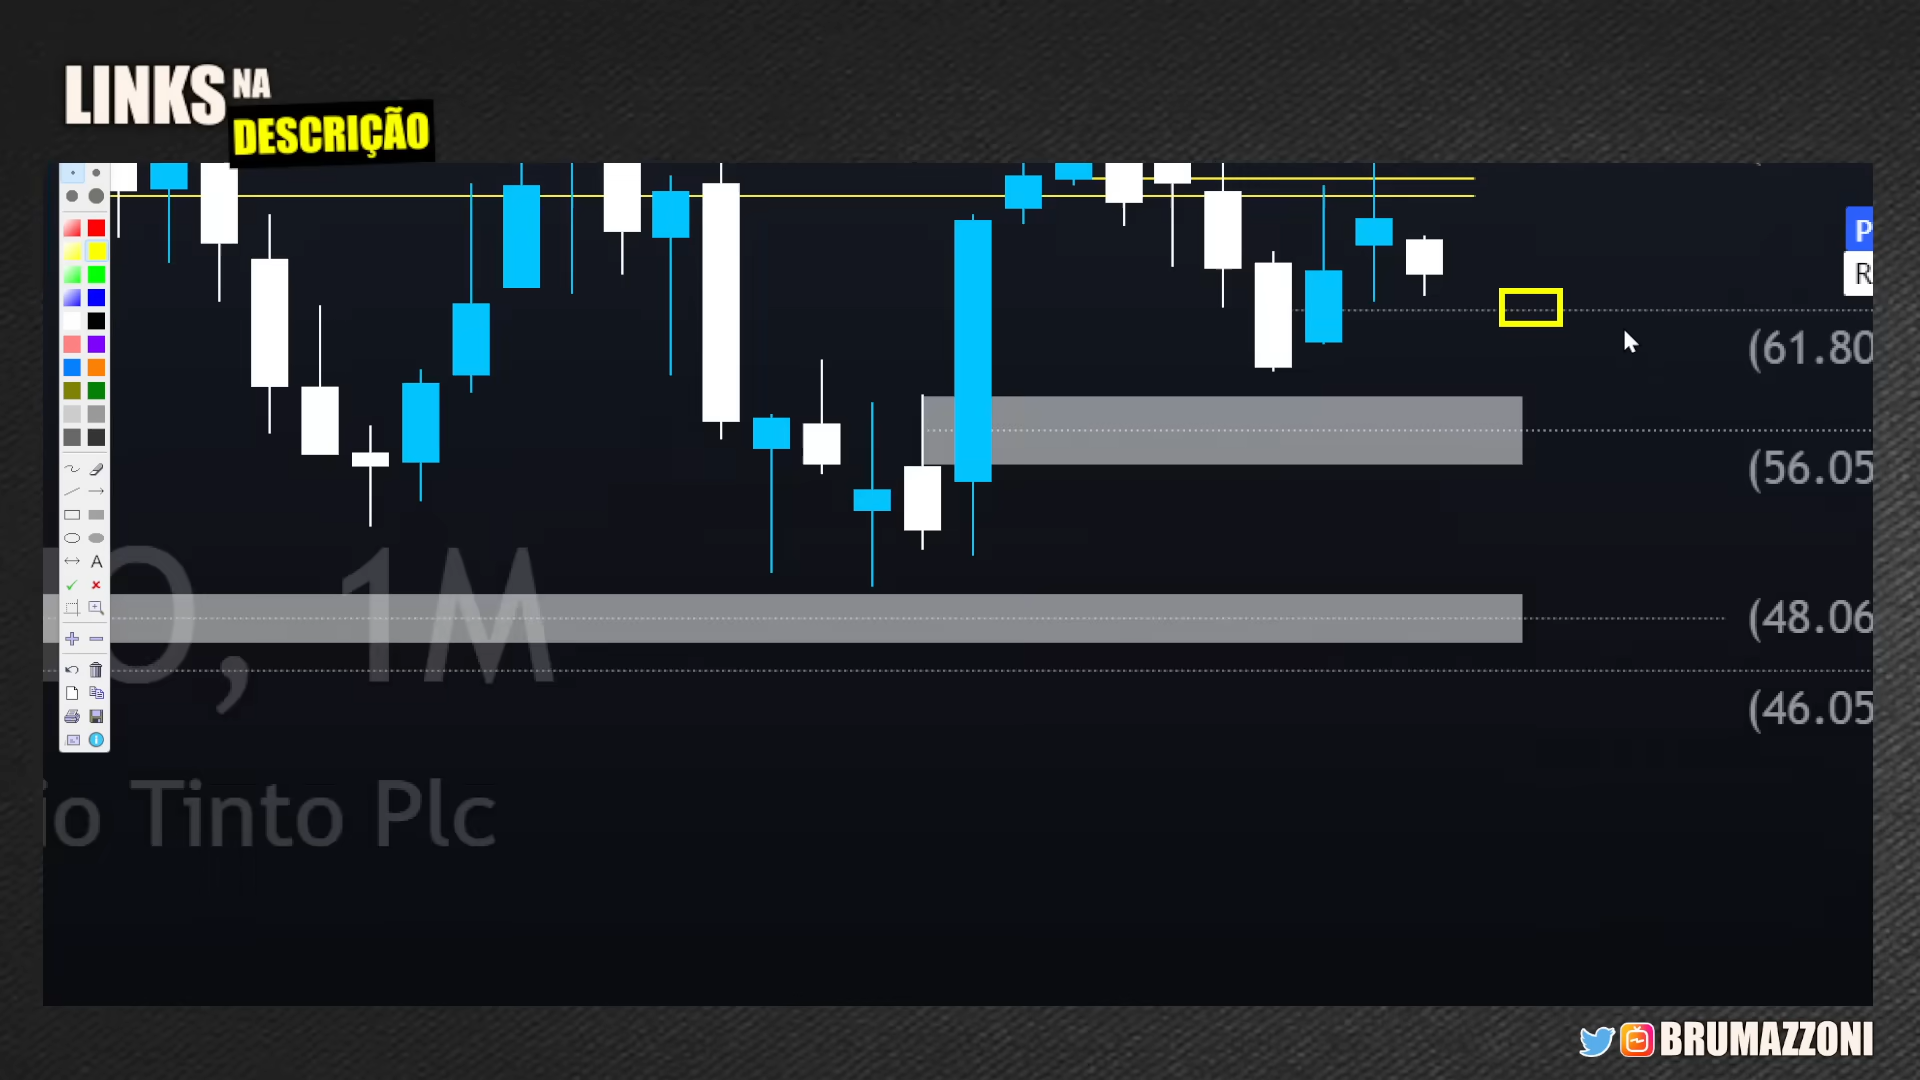 LINKS NA
DESCRIÇÃO
P
R
(61.80
(56.05
O, 1M
(48.06
(46.05
io Tinto Plc
A
BRUMAZZONI